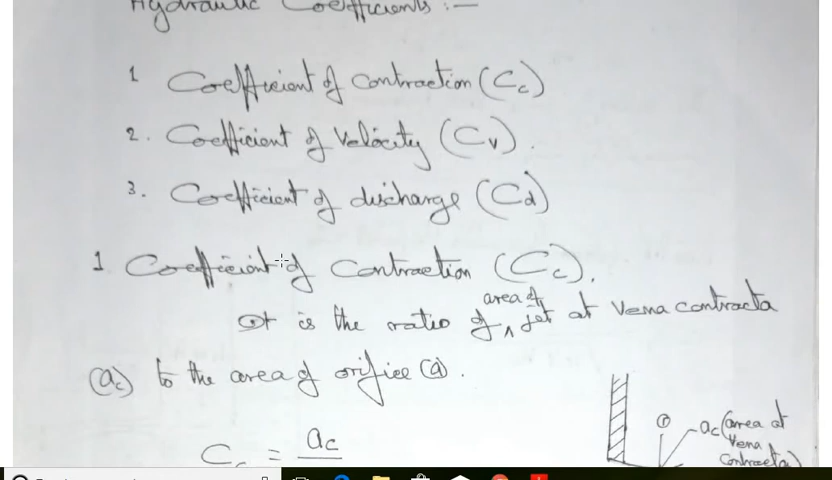 Hydraulic Coefficients :—
1 Coefficient of contraction (Cc)
2. Coefficient of Velocity (Cv).
3. Coefficient of discharge (Cd)
1 Coefficient of Contraction (Cc).
It is the ratio of area of jet at Vena contracta
(ac) to the area of orifice (a).
Cc = ac
① ac (area at
Vena
Contracta)